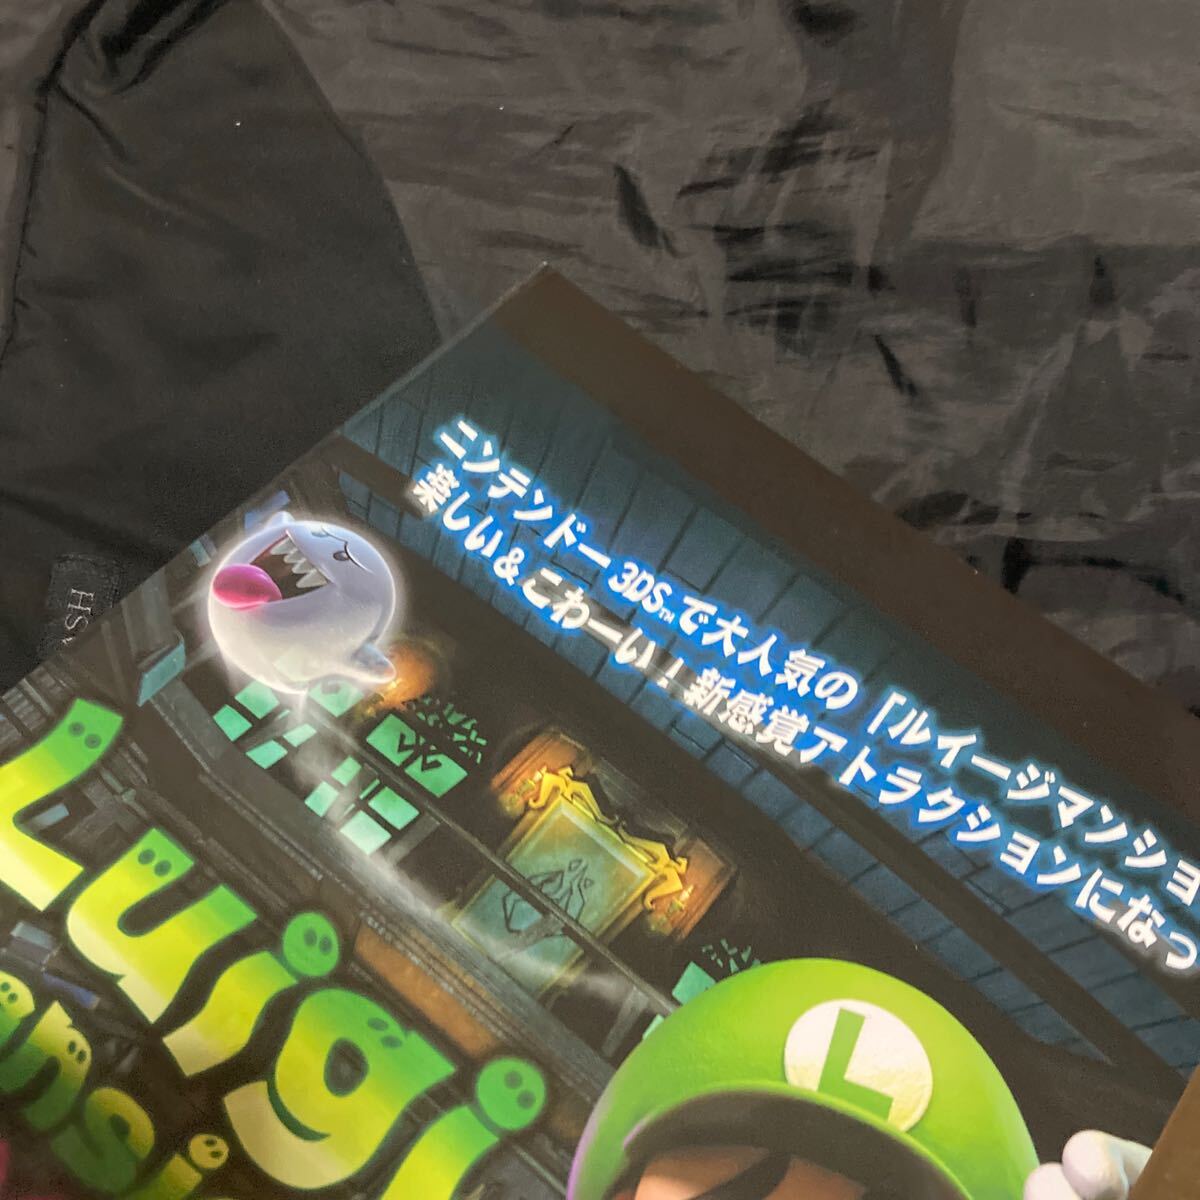 ニンテンドー3DS™で大人気の「ルイージマンショ
楽しい&こわーい!新感覚アトラクションになっ
Luigi
ensi
L
HS